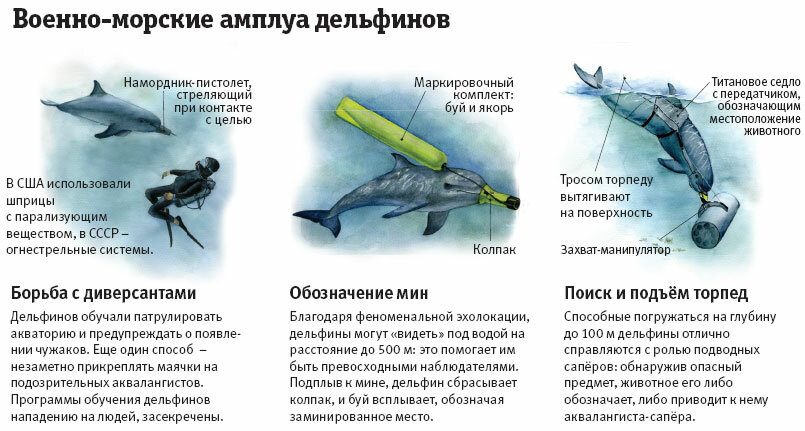 Военно-морские амплуа дельфинов
Намордник-пистолет,
стреляющий
при контакте
с целью
В США использовали
шприцы
с парализующим
веществом, в СССР –
огнестрельные системы.
Борьба с диверсантами
Дельфинов обучали патрулировать
акваторию и предупреждать о появле-
нии чужаков. Еще один способ –
незаметно прикреплять маячки на
подозрительных аквалангистов.
Программы обучения дельфинов
нападению на людей, засекречены.
Маркировочный
комплект:
буй и якорь
Колпак
Обозначение мин
Благодаря феноменальной эхолокации,
дельфины могут «видеть» под водой на
расстояние до 500 м: это помогает им
быть превосходными наблюдателями.
Подплыв к мине, дельфин сбрасывает
колпак, и буй всплывет, обозначая
заминированное место.
Титановое седло
с передатчиком,
обозначающим
местоположение
животного
Тросом торпеду
вытягивают
на поверхность
Захват-манипулятор
Поиск и подъём торпед
Способные погружаться на глубину
до 100 м дельфины отлично
справляются с ролью подводных
сапёров: обнаружив опасный
предмет, животное его либо
обозначает, либо приводит к нему
аквалангиста-сапёра.